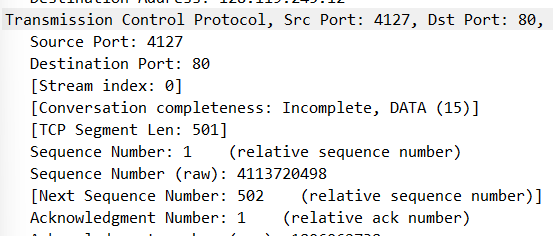 Transmission Control Protocol, Src Port: 4127, Dst Port: 80,
Source Port: 4127
Destination Port: 80
[Stream index: 0]
[Conversation completeness: Incomplete, DATA (15)]
[TCP Segment Len: 501]
Sequence Number: 1    (relative sequence number)
Sequence Number (raw): 4113720498
[Next Sequence Number: 502    (relative sequence number)]
Acknowledgment Number: 1    (relative ack number)